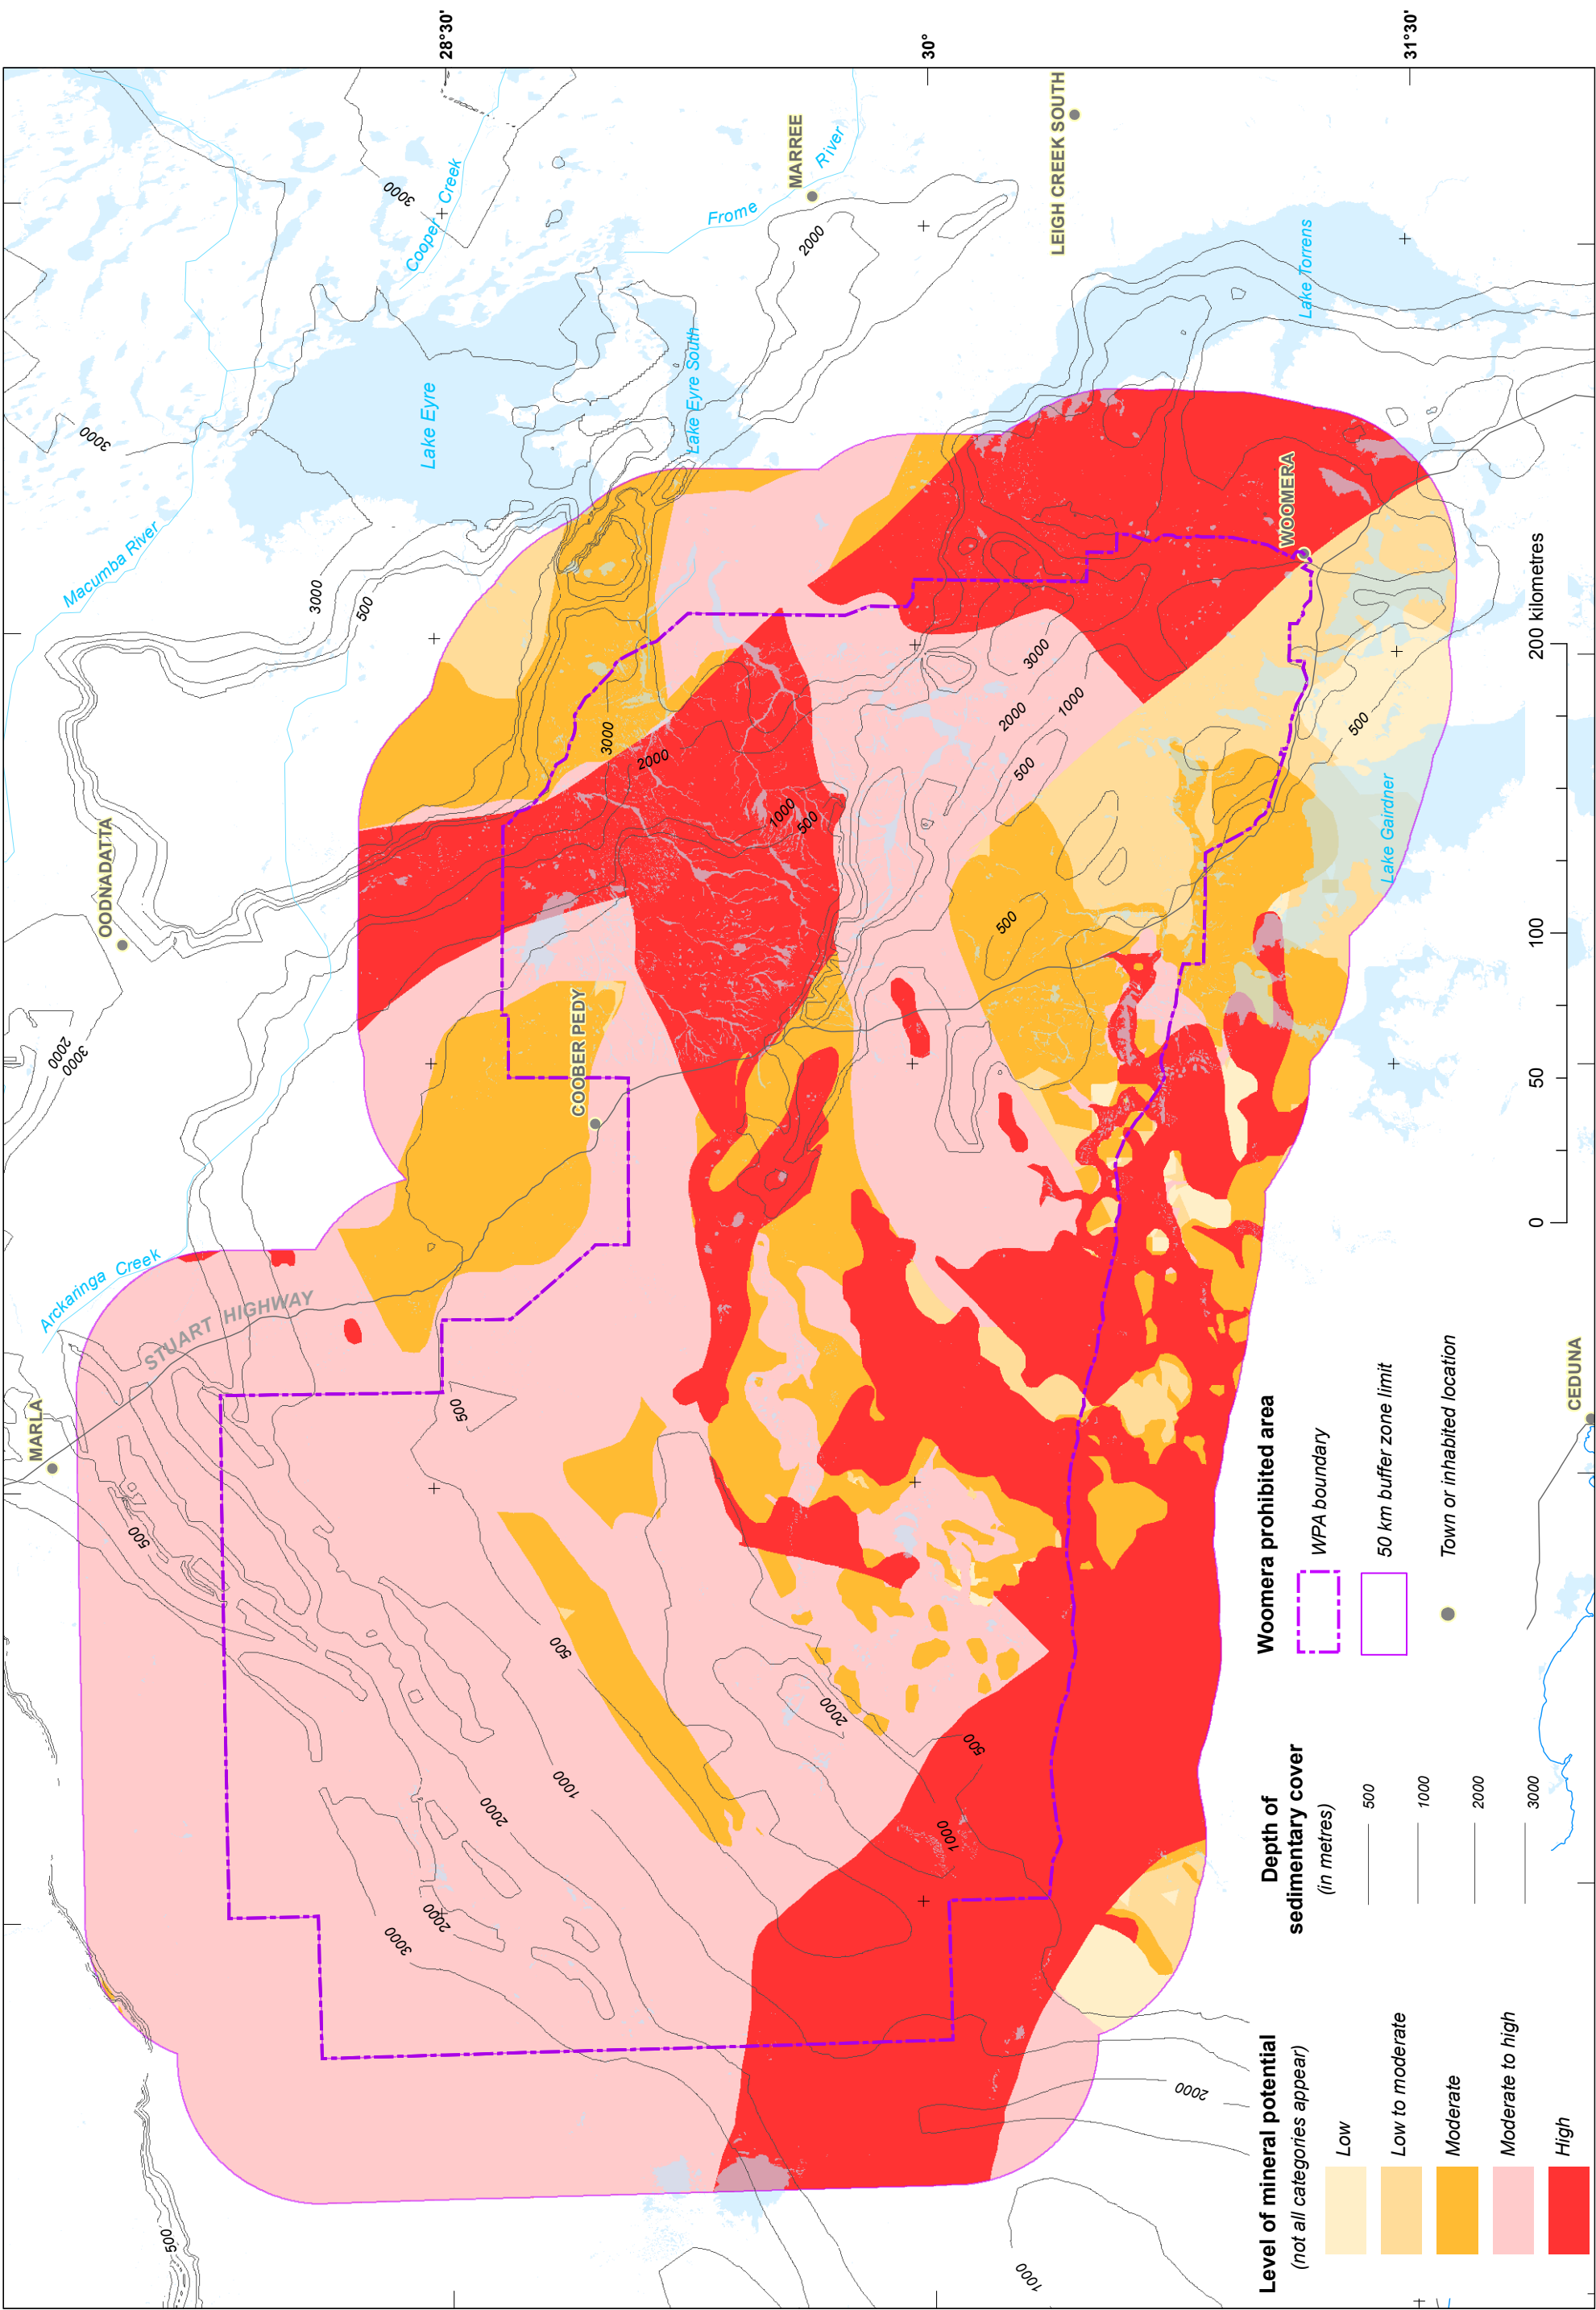 28°30'
30°
31°30'
MARLA
OODNADATTA
COOBER PEDY
MARREE
LEIGH CREEK SOUTH
WOOMERA
CEDUNA
STUART HIGHWAY
Arckaringa Creek
Macumba River
Cooper Creek
Frome River
Lake Eyre
Lake Eyre South
Lake Torrens
Lake Gairdner
500
500
500
500
500
500
500
500
500
500
500
1000
1000
1000
1000
1000
2000
2000
2000
2000
2000
2000
2000
2000
3000
3000
3000
3000
3000
3000
3000
Level of mineral potential
(not all categories appear)
Low
Low to moderate
Moderate
Moderate to high
High
Depth of
sedimentary cover
(in metres)
500
1000
2000
3000
Woomera prohibited area
WPA boundary
50 km buffer zone limit
Town or inhabited location
0 50 100 200 kilometres